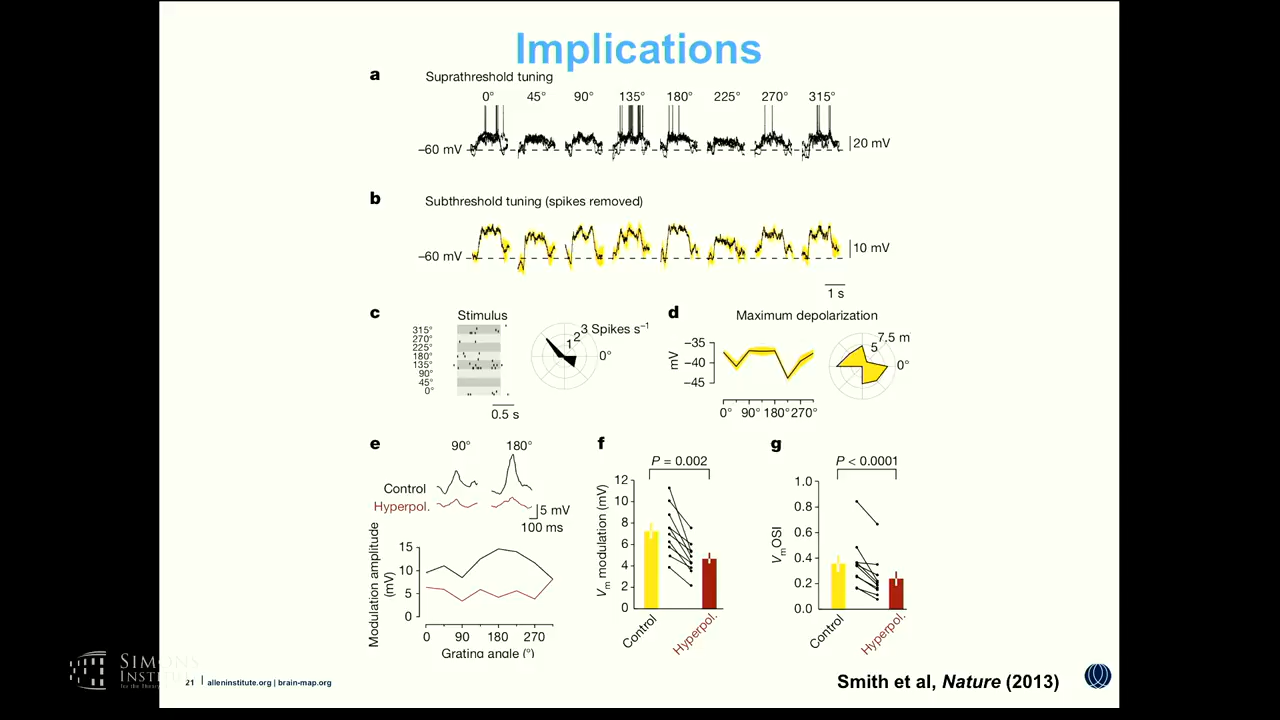 Implications
a Suprathreshold tuning
0° 45° 90° 135° 180° 225° 270° 315°
–60 mV
20 mV
b Subthreshold tuning (spikes removed)
–60 mV
10 mV
1 s
c Stimulus
315°
270°
225°
180°
135°
90°
45°
0°
0.5 s
3 Spikes s⁻¹
2
1
0°
d Maximum depolarization
mV
–35
–40
–45
0° 90° 180° 270°
7.5 m
5
0°
e 90° 180°
Control
Hyperpol.
5 mV
100 ms
Modulation amplitude
(mV)
15
10
5
0
0 90 180 270
Grating angle (°)
f
P = 0.002
Vm modulation (mV)
12
10
8
6
4
2
0
Control
Hyperpol.
g
P < 0.0001
Vm OSI
1.0
0.8
0.6
0.4
0.2
0.0
Control
Hyperpol.
SIMONS
INSTITUTE
21 | alleninstitute.org | brain-map.org
Smith et al, Nature (2013)